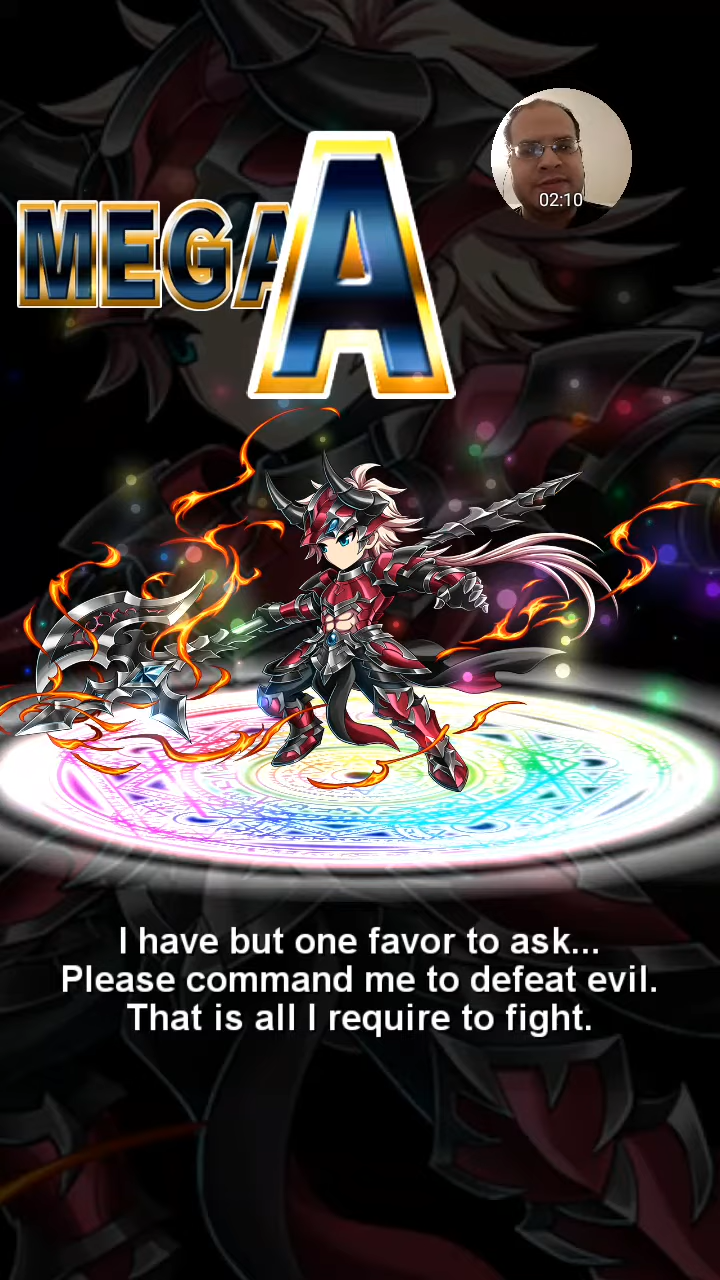 MEGA
A
02:10
I have but one favor to ask...
Please command me to defeat evil.
That is all I require to fight.